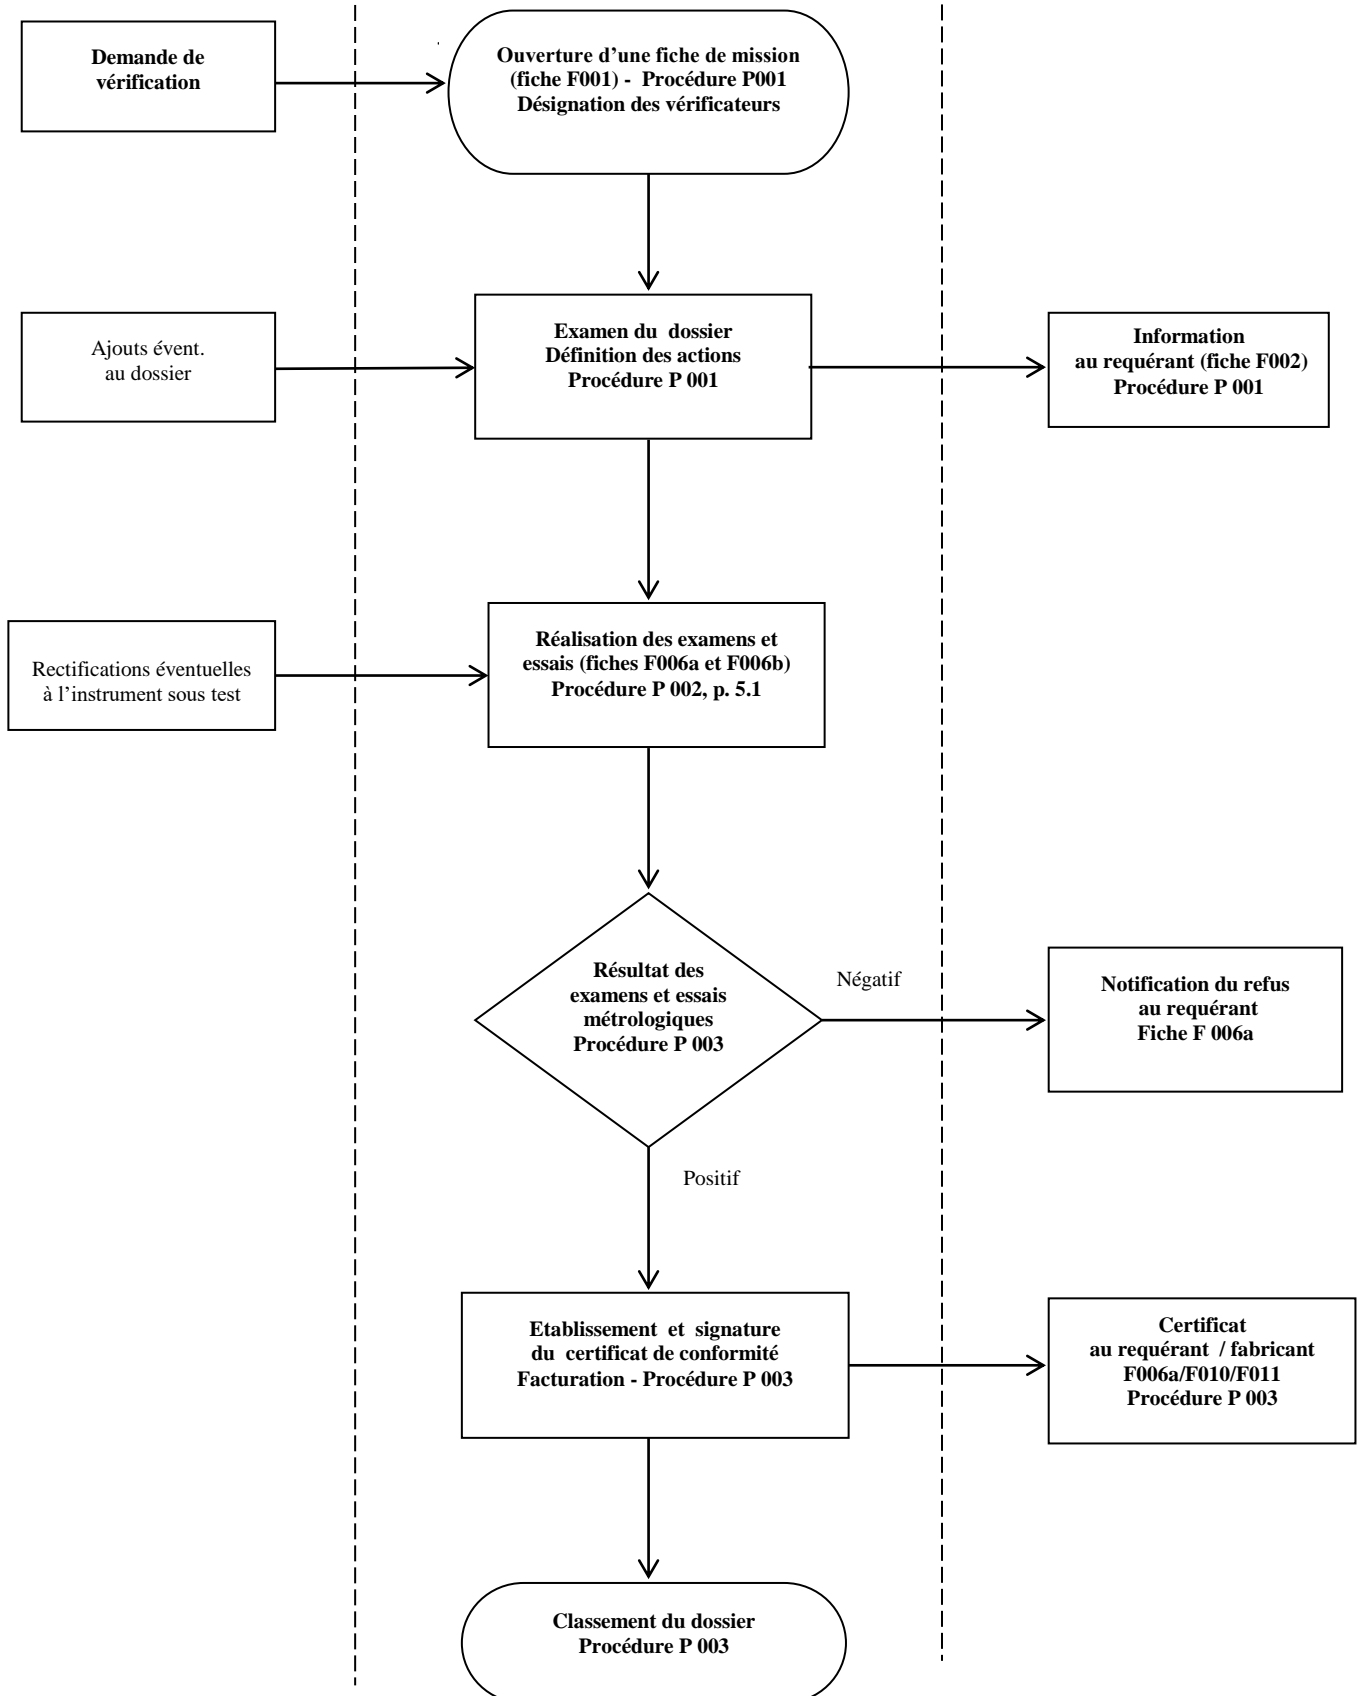 Demande de
vérification
Ouverture d’une fiche de mission
(fiche F001) - Procédure P001
Désignation des vérificateurs
Ajouts évent.
au dossier
Examen du dossier
Définition des actions
Procédure P 001
Information
au requérant (fiche F002)
Procédure P 001
Rectifications éventuelles
à l’instrument sous test
Réalisation des examens et
essais (fiches F006a et F006b)
Procédure P 002, p. 5.1
Résultat des
examens et essais
métrologiques
Procédure P 003
Négatif
Notification du refus
au requérant
Fiche F 006a
Positif
Etablissement et signature
du certificat de conformité
Facturation - Procédure P 003
Certificat
au requérant / fabricant
F006a/F010/F011
Procédure P 003
Classement du dossier
Procédure P 003